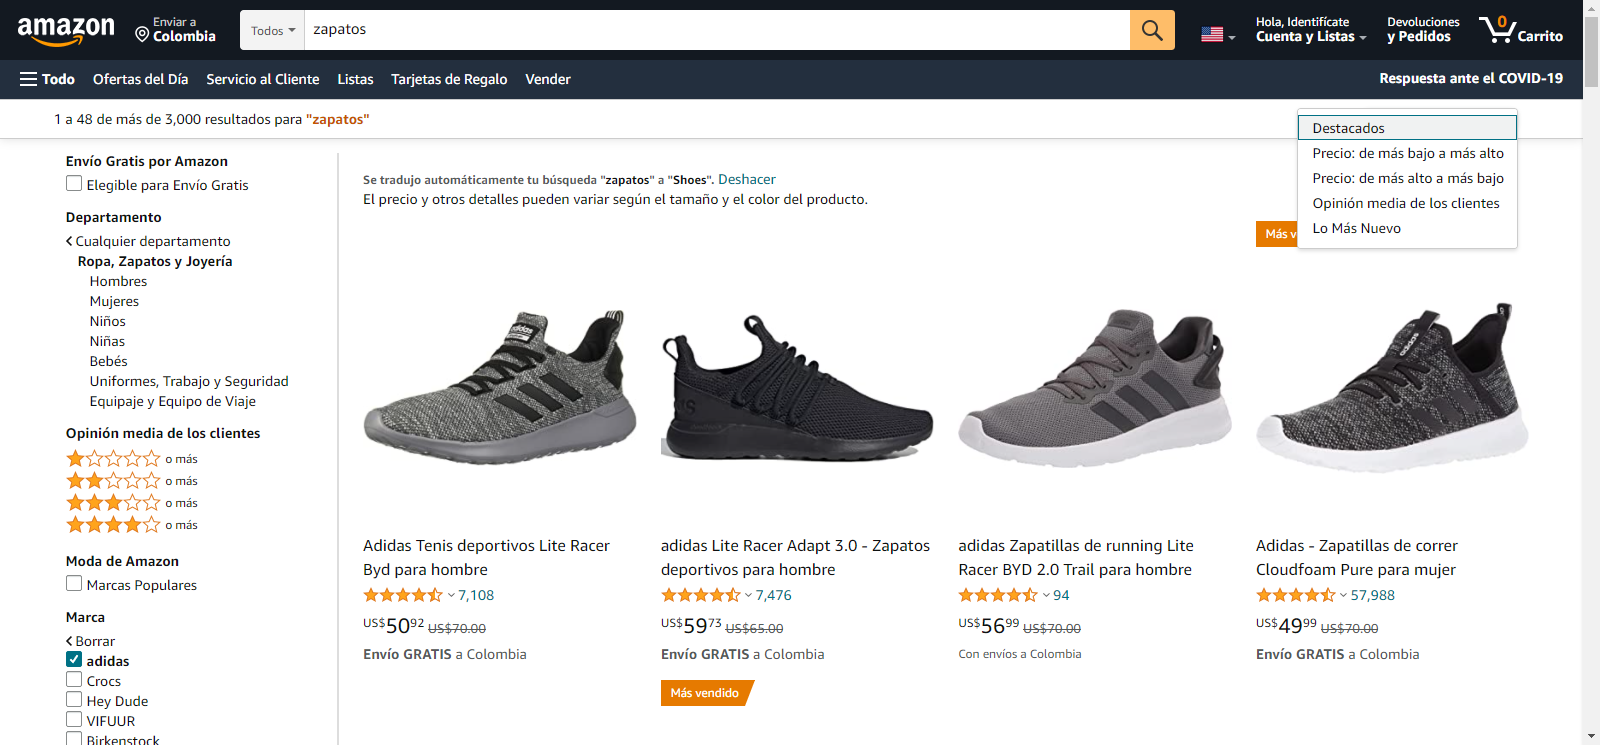 amazon
Enviar a
Colombia
Todos
zapatos
Hola, Identifícate
Cuenta y Listas
Devoluciones
y Pedidos
0
Carrito
Todo
Ofertas del Día
Servicio al Cliente
Listas
Tarjetas de Regalo
Vender
Respuesta ante el COVID-19
1 a 48 de más de 3,000 resultados para "zapatos"
Destacados
Precio: de más bajo a más alto
Precio: de más alto a más bajo
Opinión media de los clientes
Lo Más Nuevo
Envío Gratis por Amazon
Elegible para Envío Gratis
Departamento
Cualquier departamento
Ropa, Zapatos y Joyería
Hombres
Mujeres
Niños
Niñas
Bebés
Uniformes, Trabajo y Seguridad
Equipaje y Equipo de Viaje
Opinión media de los clientes
o más
o más
o más
o más
Moda de Amazon
Marcas Populares
Marca
Borrar
adidas
Crocs
Hey Dude
VIFUUR
Birkenstock
Se tradujo automáticamente tu búsqueda "zapatos" a "Shoes". Deshacer
El precio y otros detalles pueden variar según el tamaño y el color del producto.
Más v
adidas
adidas
Adidas Tenis deportivos Lite Racer
Byd para hombre
7,108
US$5092 US$70.00
Envío GRATIS a Colombia
adidas Lite Racer Adapt 3.0 - Zapatos
deportivos para hombre
7,476
US$5973 US$65.00
Envío GRATIS a Colombia
Más vendido
adidas Zapatillas de running Lite
Racer BYD 2.0 Trail para hombre
94
US$5699 US$70.00
Con envíos a Colombia
Adidas - Zapatillas de correr
Cloudfoam Pure para mujer
57,988
US$4999 US$70.00
Envío GRATIS a Colombia